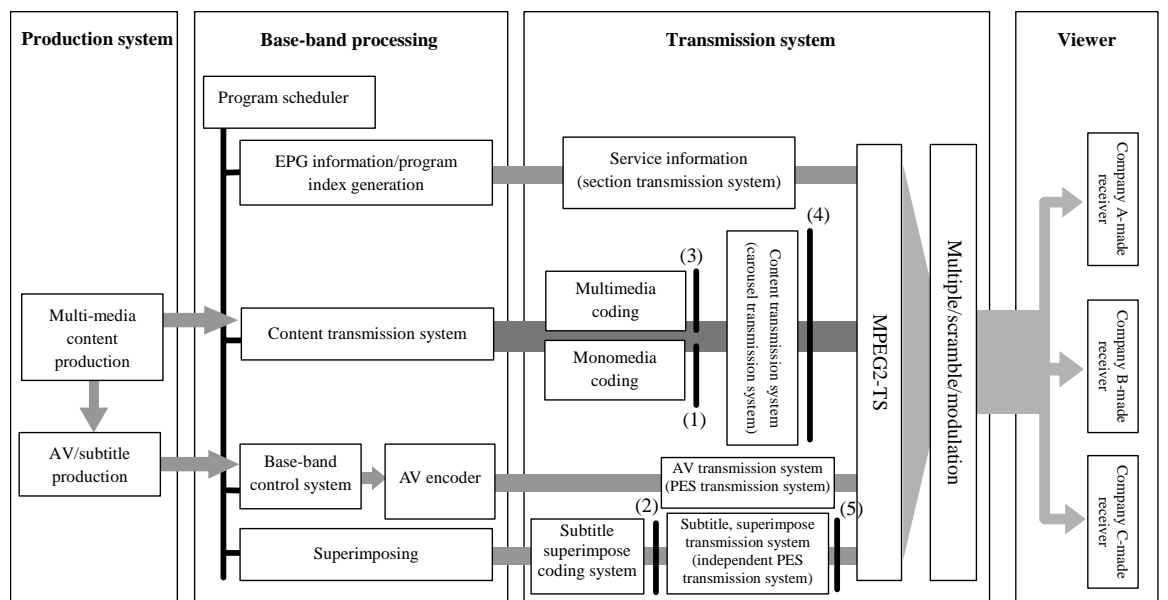 Production system
Base-band processing
Transmission system
Viewer
Program scheduler
EPG information/program
index generation
Service information
(section transmission system)
(4)
(3)
Multi-media
content
production
Content transmission system
Multimedia
coding
Monomedia
coding
(1)
Content transmission system
(carousel transmission system)
AV/subtitle
production
Base-band
control system
AV encoder
AV transmission system
(PES transmission system)
(2)
(5)
Superimposing
Subtitle
superimpose
coding system
Subtitle, superimpose
transmission system
(independent PES
transmission system)
MPEG2-TS
Multiple/scramble/modulation
Company A-made
receiver
Company B-made
receiver
Company C-made
receiver